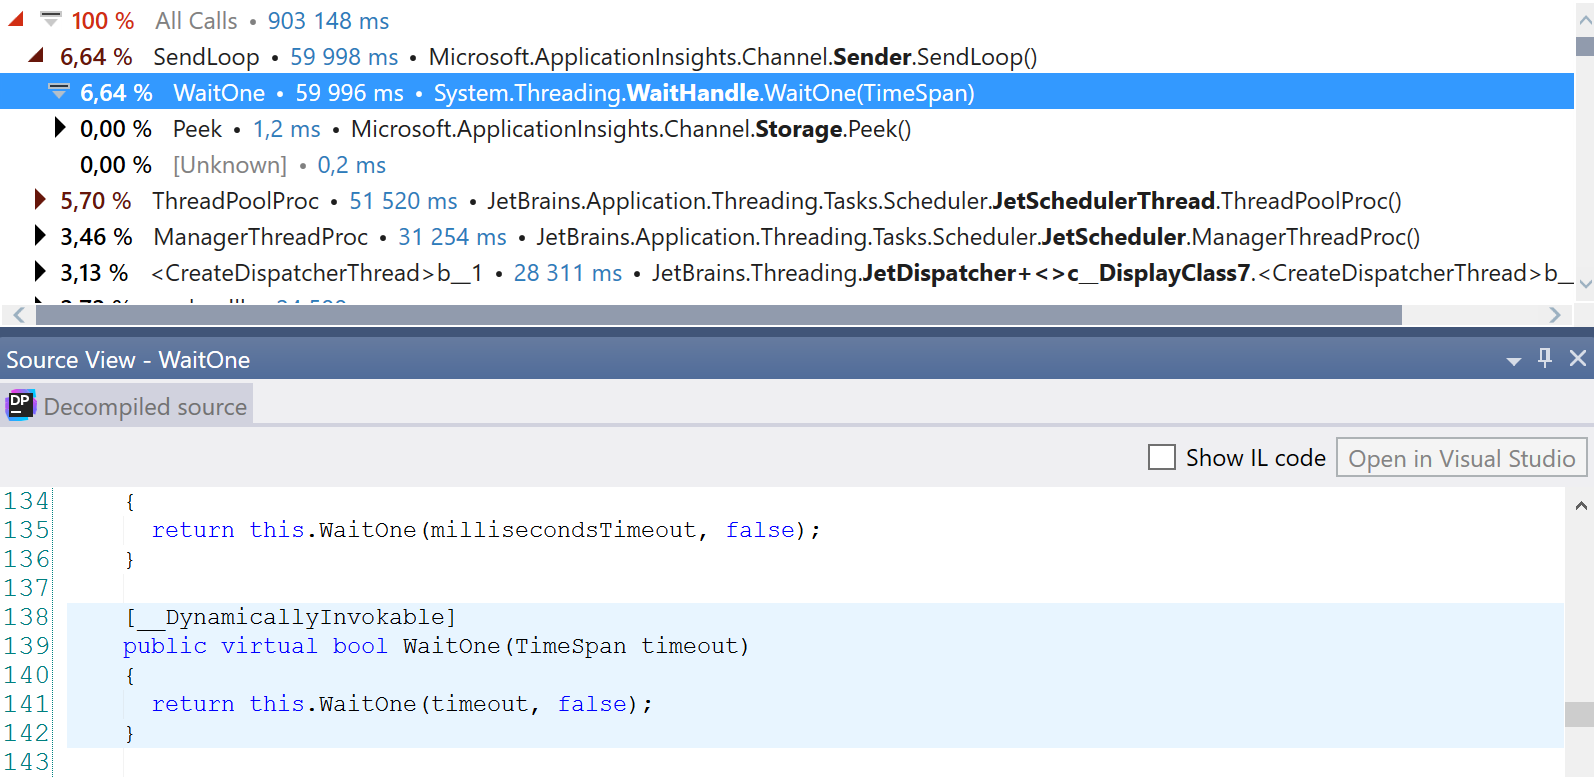 100 % All Calls • 903 148 ms
6,64 % SendLoop • 59 998 ms • Microsoft.ApplicationInsights.Channel.Sender.SendLoop()
6,64 % WaitOne • 59 996 ms • System.Threading.WaitHandle.WaitOne(TimeSpan)
0,00 % Peek • 1,2 ms • Microsoft.ApplicationInsights.Channel.Storage.Peek()
0,00 % [Unknown] • 0,2 ms
5,70 % ThreadPoolProc • 51 520 ms • JetBrains.Application.Threading.Tasks.Scheduler.JetSchedulerThread.ThreadPoolProc()
3,46 % ManagerThreadProc • 31 254 ms • JetBrains.Application.Threading.Tasks.Scheduler.JetScheduler.ManagerThreadProc()
3,13 % <CreateDispatcherThread>b__1 • 28 311 ms • JetBrains.Threading.JetDispatcher+<>c__DisplayClass7.<CreateDispatcherThread>b__
Source View - WaitOne
DP Decompiled source
Show IL code Open in Visual Studio
134 {
135 return this.WaitOne(millisecondsTimeout, false);
136 }
137
138 [__DynamicallyInvokable]
139 public virtual bool WaitOne(TimeSpan timeout)
140 {
141 return this.WaitOne(timeout, false);
142 }
143